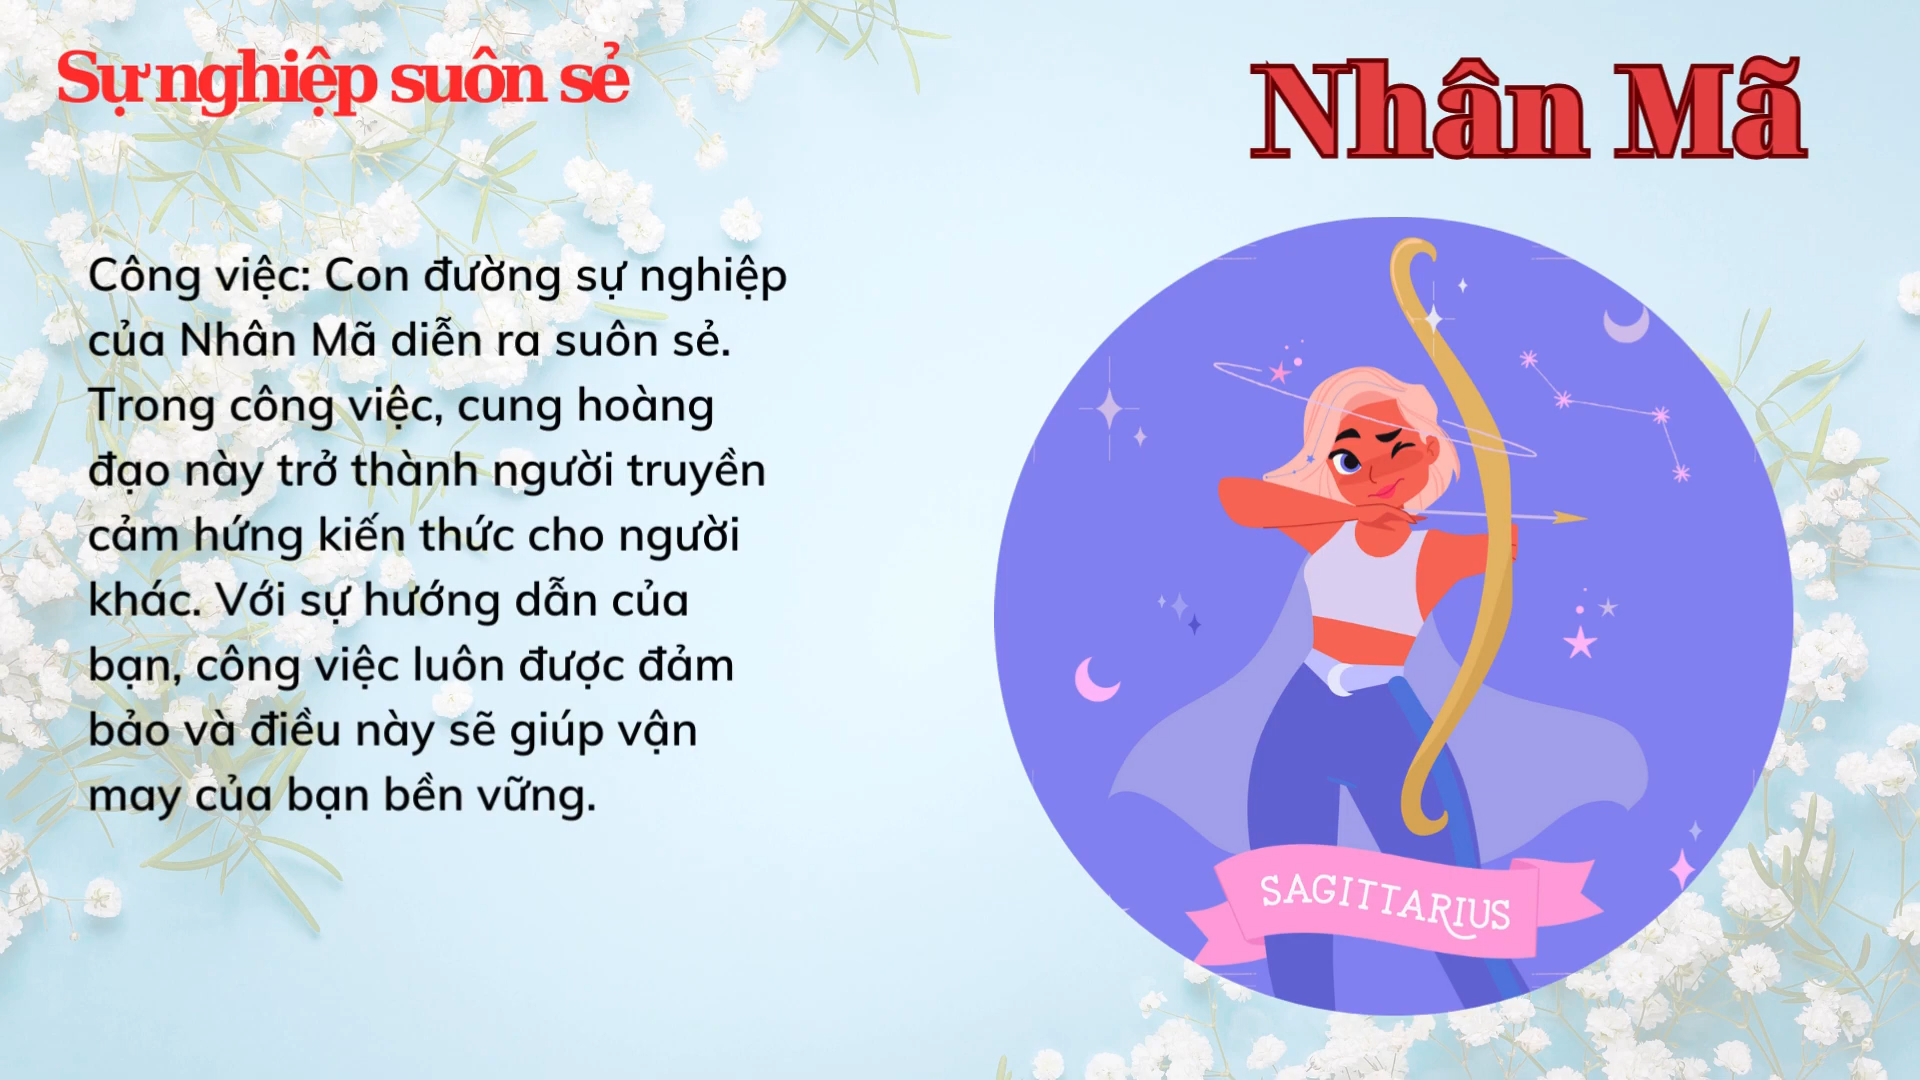 Sự nghiệp suôn sẻ
Nhân Mã
Công việc: Con đường sự nghiệp
của Nhân Mã diễn ra suôn sẻ.
Trong công việc, cung hoàng
đạo này trở thành người truyền
cảm hứng kiến thức cho người
khác. Với sự hướng dẫn của
bạn, công việc luôn được đảm
bảo và điều này sẽ giúp vận
may của bạn bền vững.
SAGITTARIUS